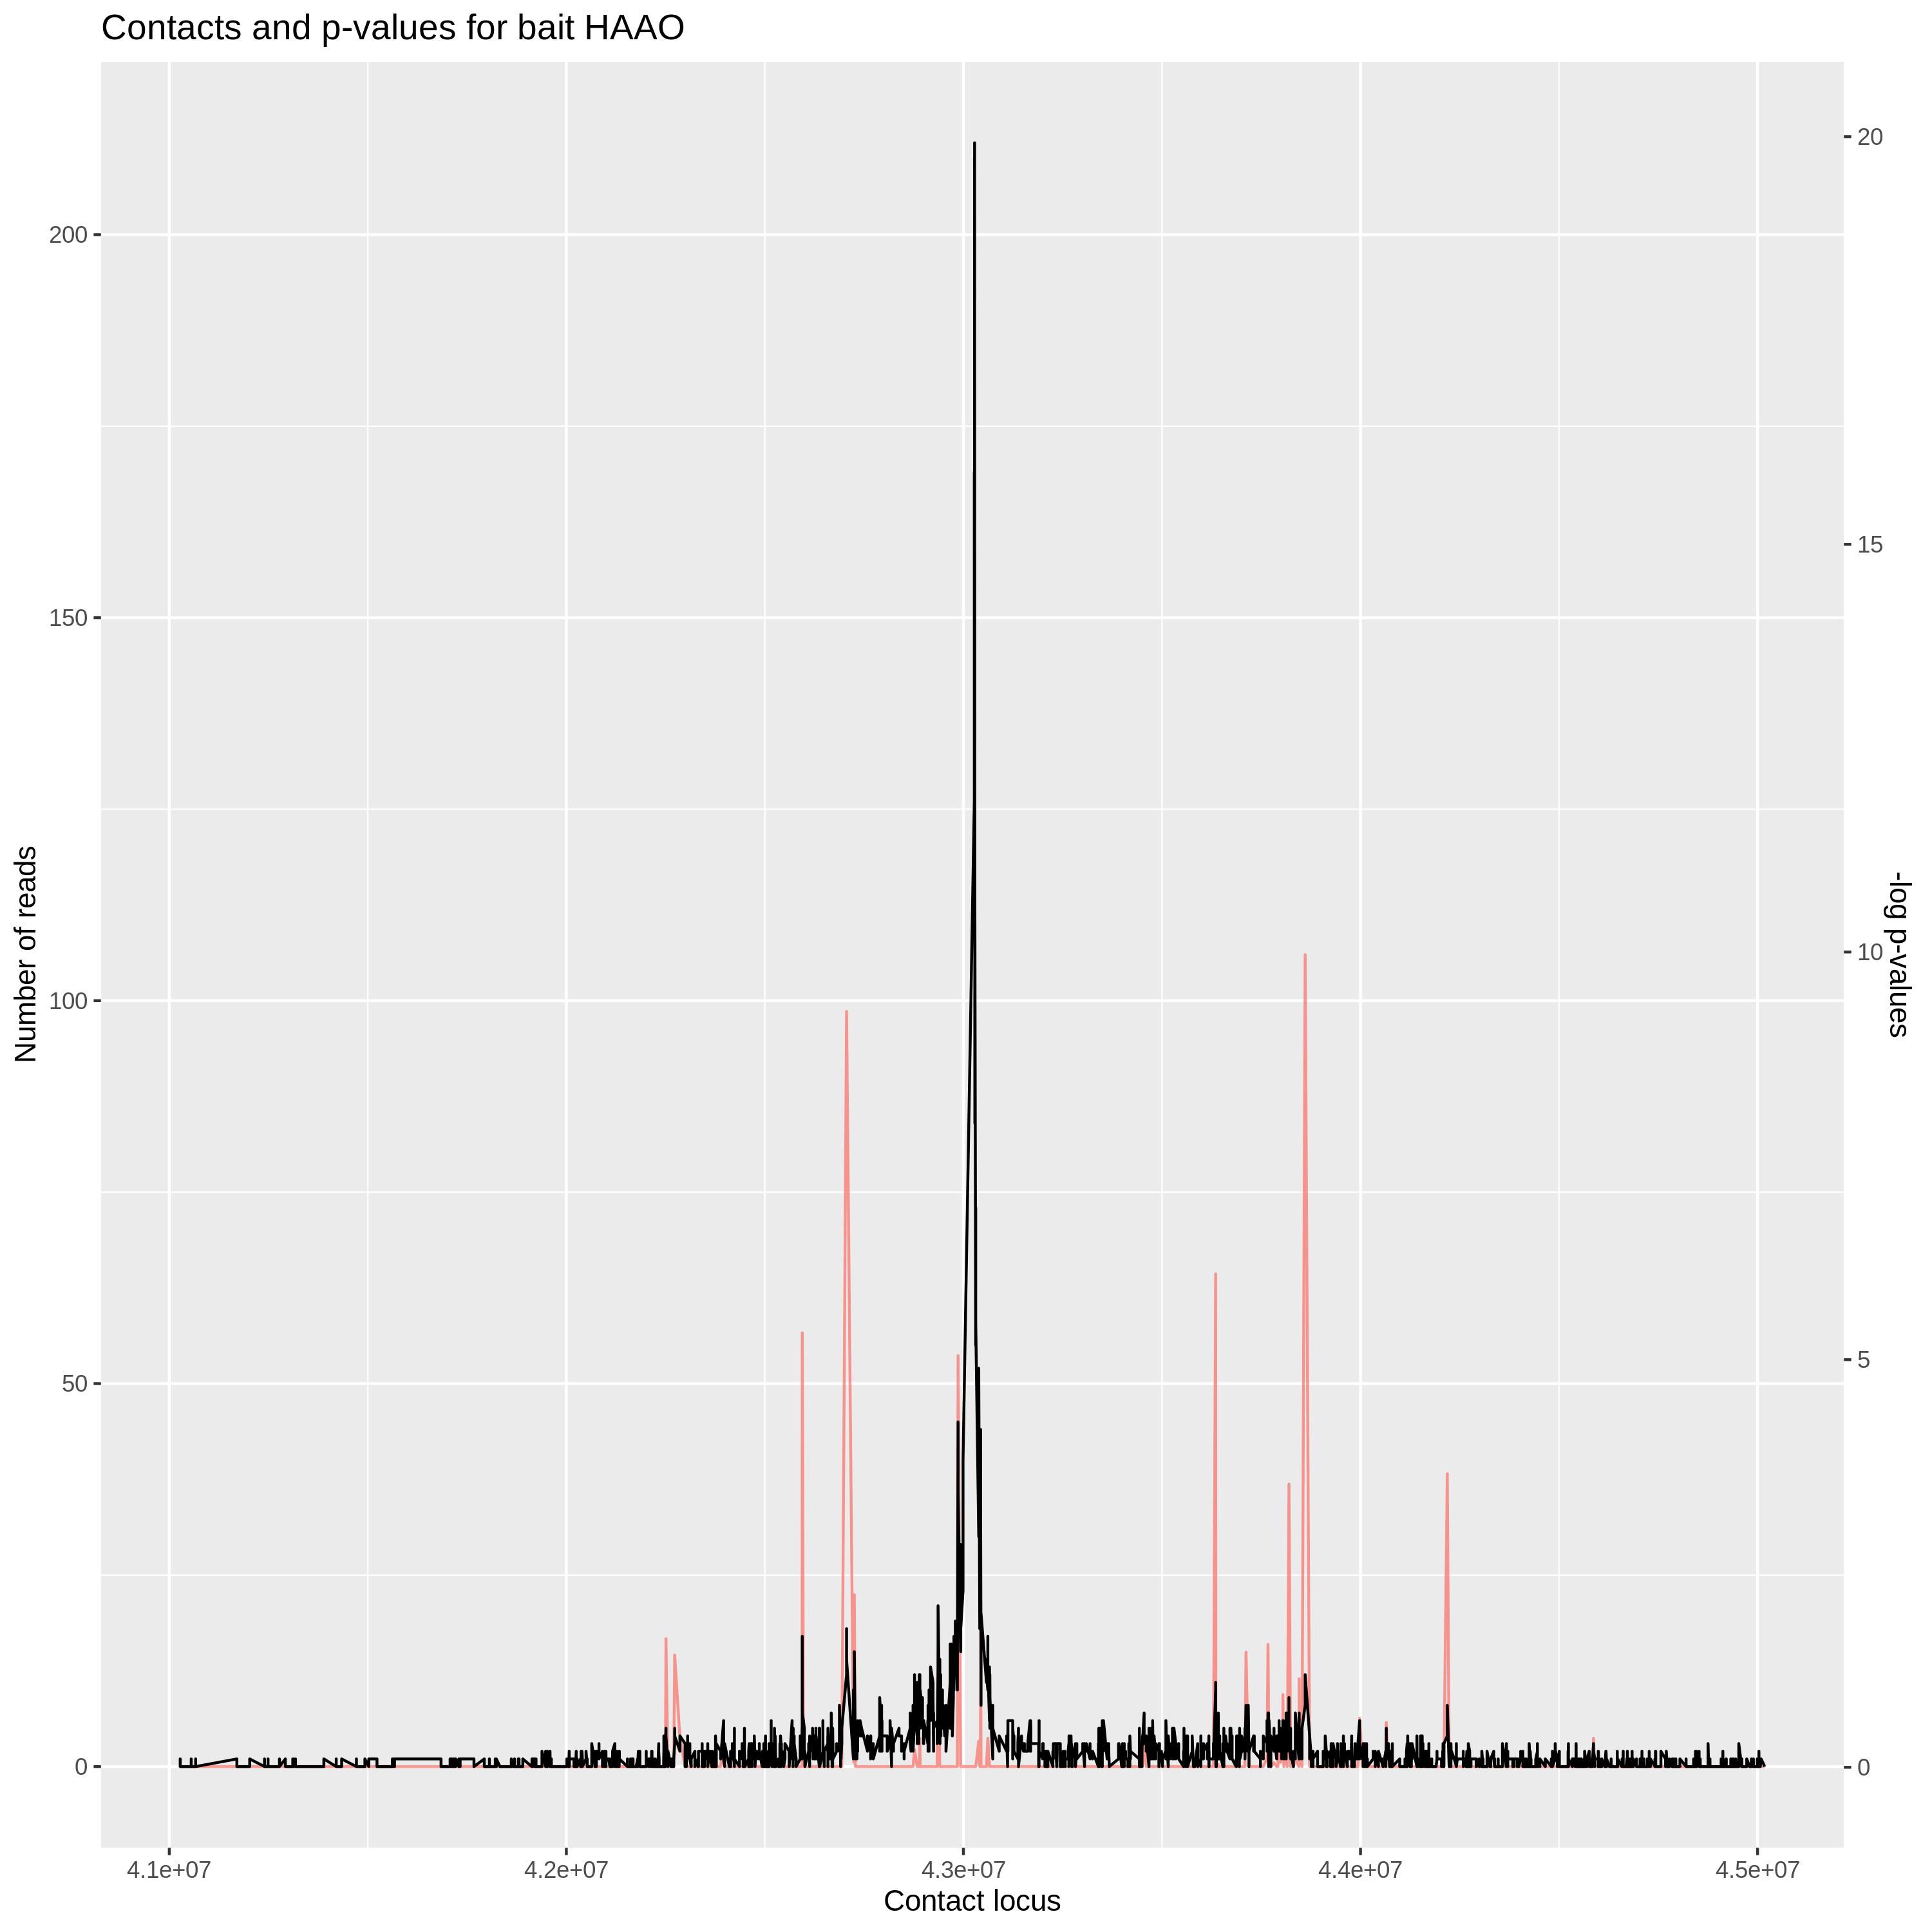 Contacts and p-values for bait HAAO
200
150
100
50
0
Number of reads
20
15
10
5
0
-log p-values
4.1e+07
4.2e+07
4.3e+07
4.4e+07
4.5e+07
Contact locus